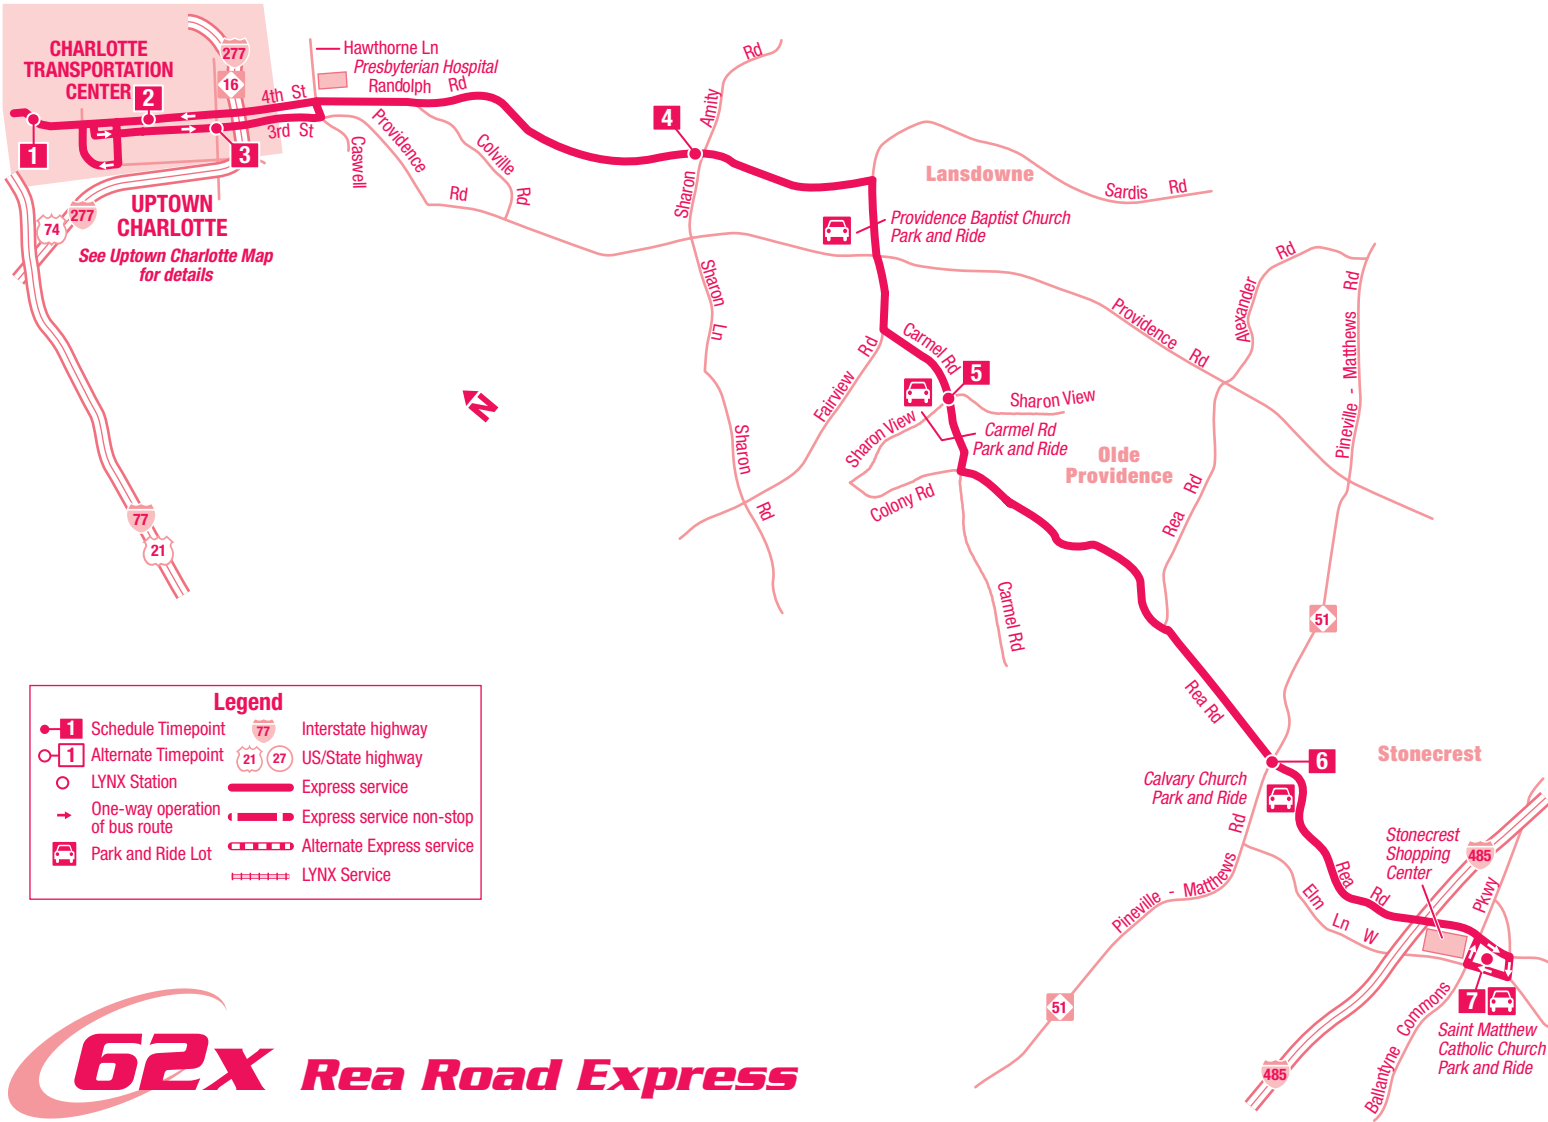 CHARLOTTE
TRANSPORTATION
CENTER
277
16
2
1
3
4th St
3rd St
Hawthorne Ln
Presbyterian Hospital
Randolph Rd
Providence Rd
Caswell
Colville Rd
UPTOWN
CHARLOTTE
See Uptown Charlotte Map
for details
74
277
77
21
4
Amity Rd
Sharon
Sharon Ln
Sharon Rd
Lansdowne
Sardis Rd
Providence Baptist Church
Park and Ride
Fairview Rd
Carmel Rd
5
Sharon View
Sharon View
Carmel Rd
Park and Ride
Colony Rd
Carmel Rd
Olde
Providence
Providence Rd
Alexander Rd
Rea Rd
Pineville - Matthews Rd
51
N
Rea Rd
6
Calvary Church
Park and Ride
Stonecrest
Pineville - Matthews Rd
51
Elm Ln W
Rea Rd
Stonecrest
Shopping
Center
485
Pkwy
Ballantyne Commons
7
Saint Matthew
Catholic Church
Park and Ride
485
Legend
1 Schedule Timepoint
1 Alternate Timepoint
LYNX Station
One-way operation
of bus route
Park and Ride Lot
77 Interstate highway
21 27 US/State highway
Express service
Express service non-stop
Alternate Express service
LYNX Service
62x Rea Road Express